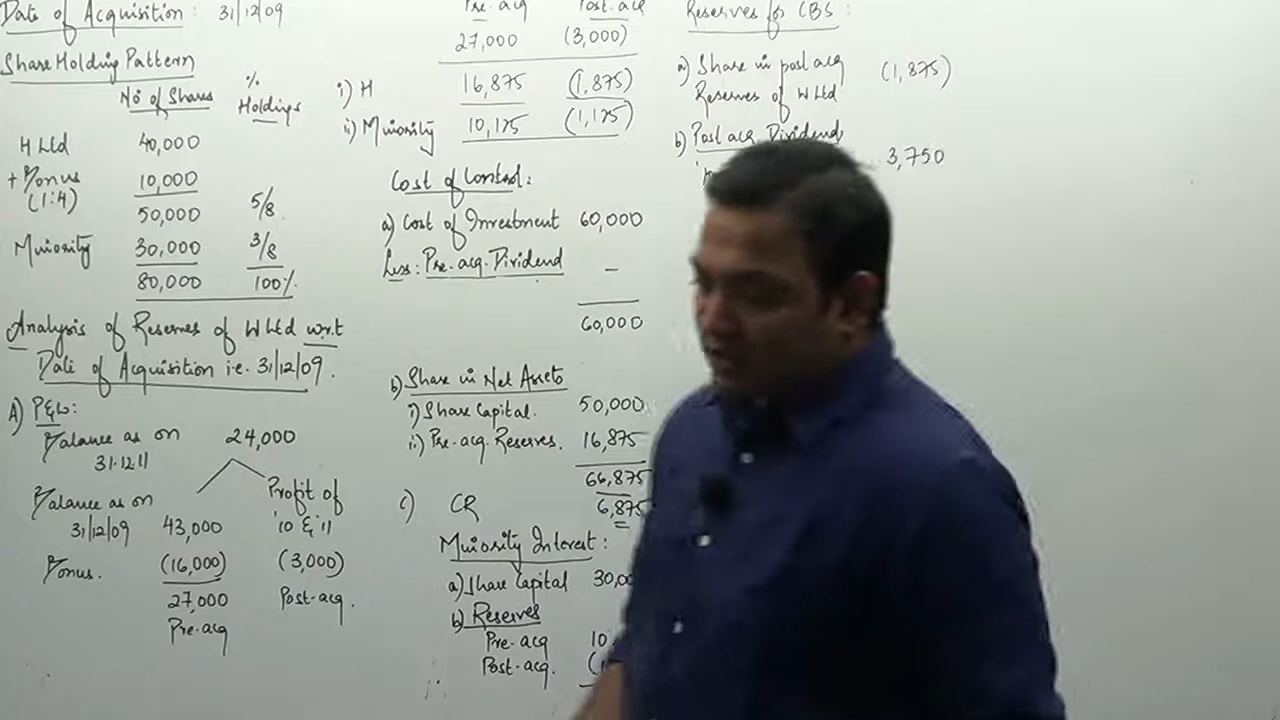 Date of Acquisition : 31/12/09
Share Holding Pattern
No of Shares % Holdings
H Ltd 40,000
+ Bonus 10,000
(1:4)
50,000 5/8
Minority 30,000 3/8
80,000 100%
Analysis of Reserves of W Ltd w.r.t
Date of Acquisition i.e. 31/12/09.
A) P&L:
Balance as on 24,000
31.12.11
Balance as on Profit of
31/12/09 43,000 '10 & '11
Bonus. (16,000) (3,000)
27,000 Post-acq.
Pre-acq
Pre-acq Post-acq
27,000 (3,000)
i) H 16,875 (1,875)
ii) Minority 10,125 (1,125)
Cost of Control:
a) Cost of Investment 60,000
Less: Pre-acq. Dividend —
60,000
b) Share in Net Assets
i) Share Capital. 50,000
ii) Pre-acq. Reserves. 16,875
66,875
c) CR 6,875
Minority Interest:
a) Share Capital 30,00
b) Reserves
Pre-acq 10,
Post-acq. (1
Reserves for CBS :
a) Share in post acq (1,875)
Reserves of W Ltd
b) Post acq. Dividend
3,750